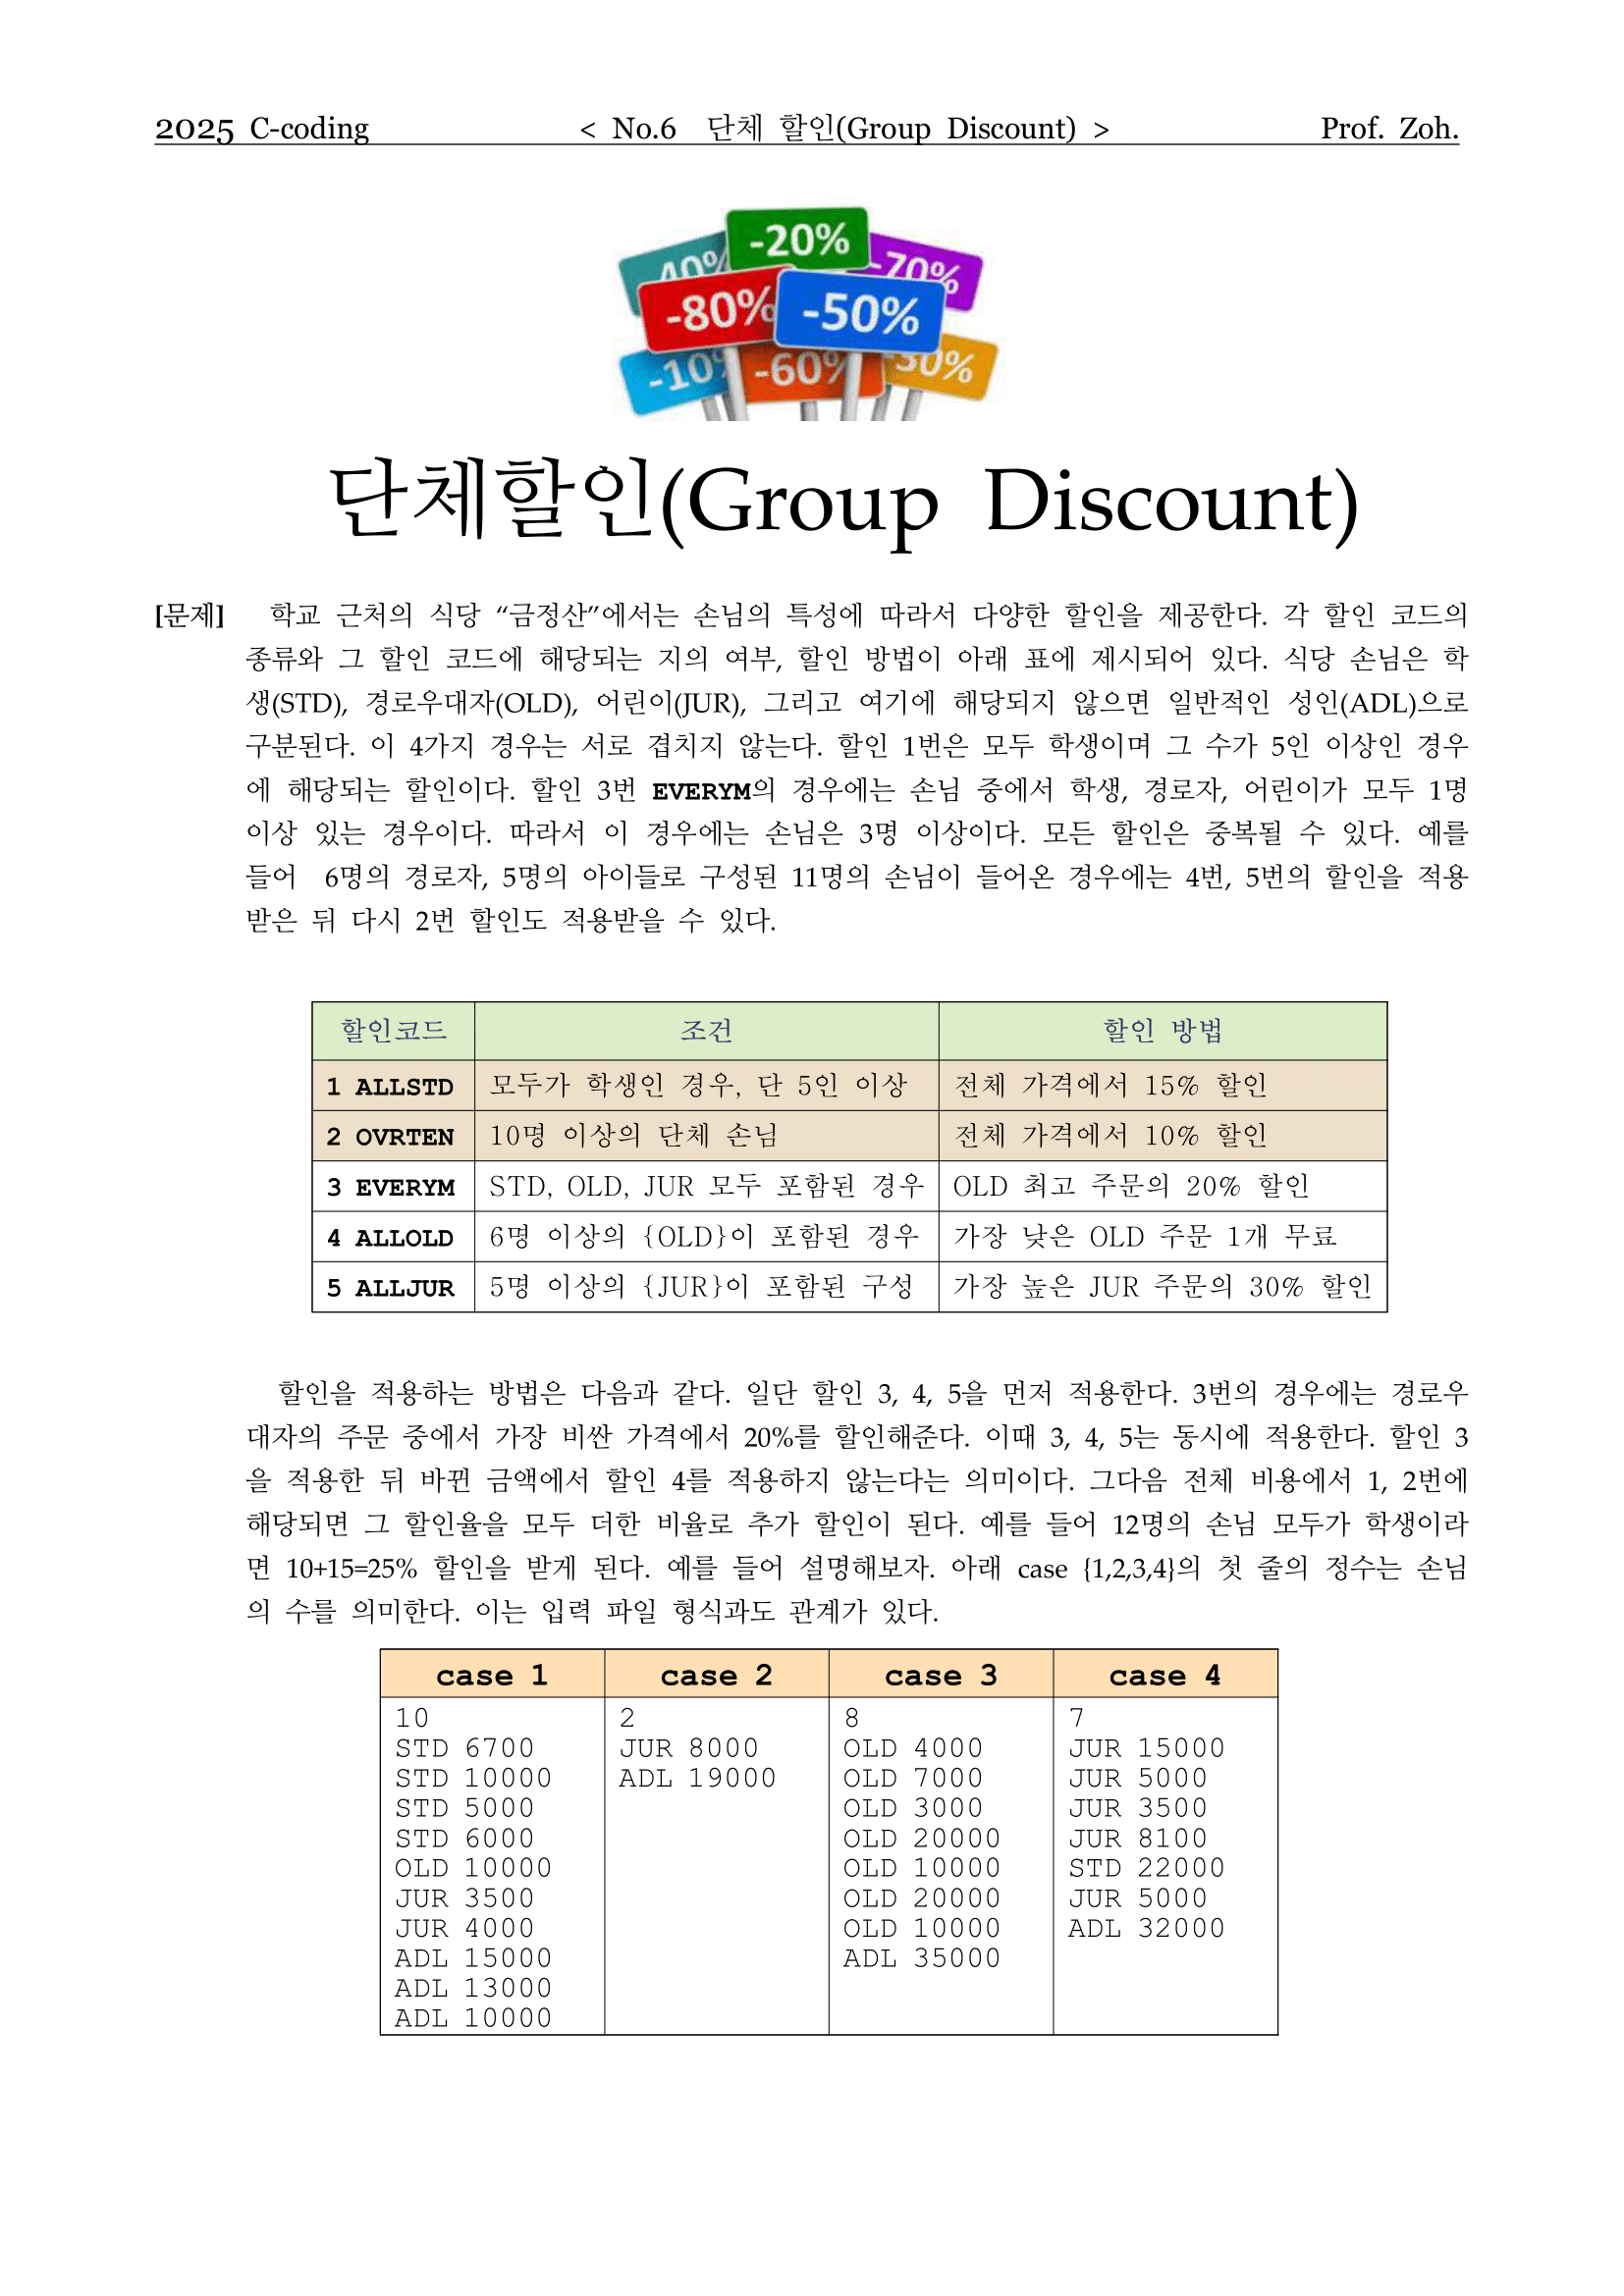 2025 C-coding < No.6 단체 할인(Group Discount) > Prof. Zoh.
-20%
-70%
-80%
-50%
-60%
-30%
단체할인(Group Discount)
[문제] 학교 근처의 식당 “금정산”에서는 손님의 특성에 따라서 다양한 할인을 제공한다. 각 할인 코드의
종류와 그 할인 코드에 해당되는 지의 여부, 할인 방법이 아래 표에 제시되어 있다. 식당 손님은 학
생(STD), 경로우대자(OLD), 어린이(JUR), 그리고 여기에 해당되지 않으면 일반적인 성인(ADL)으로
구분된다. 이 4가지 경우는 서로 겹치지 않는다. 할인 1번은 모두 학생이며 그 수가 5인 이상인 경우
에 해당되는 할인이다. 할인 3번 EVERYM의 경우에는 손님 중에서 학생, 경로자, 어린이가 모두 1명
이상 있는 경우이다. 따라서 이 경우에는 손님은 3명 이상이다. 모든 할인은 중복될 수 있다. 예를
들어 6명의 경로자, 5명의 아이들로 구성된 11명의 손님이 들어온 경우에는 4번, 5번의 할인을 적용
받은 뒤 다시 2번 할인도 적용받을 수 있다.
할인코드 조건 할인 방법
1 ALLSTD 모두가 학생인 경우, 단 5인 이상 전체 가격에서 15% 할인
2 OVRTEN 10명 이상의 단체 손님 전체 가격에서 10% 할인
3 EVERYM STD, OLD, JUR 모두 포함된 경우 OLD 최고 주문의 20% 할인
4 ALLOLD 6명 이상의 {OLD}이 포함된 경우 가장 낮은 OLD 주문 1개 무료
5 ALLJUR 5명 이상의 {JUR}이 포함된 구성 가장 높은 JUR 주문의 30% 할인
할인을 적용하는 방법은 다음과 같다. 일단 할인 3, 4, 5을 먼저 적용한다. 3번의 경우에는 경로우
대자의 주문 중에서 가장 비싼 가격에서 20%를 할인해준다. 이때 3, 4, 5는 동시에 적용한다. 할인 3
을 적용한 뒤 바뀐 금액에서 할인 4를 적용하지 않는다는 의미이다. 그다음 전체 비용에서 1, 2번에
해당되면 그 할인율을 모두 더한 비율로 추가 할인이 된다. 예를 들어 12명의 손님 모두가 학생이라
면 10+15=25% 할인을 받게 된다. 예를 들어 설명해보자. 아래 case {1,2,3,4}의 첫 줄의 정수는 손님
의 수를 의미한다. 이는 입력 파일 형식과도 관계가 있다.
case 1 case 2 case 3 case 4
10 2 8 7
STD 6700 JUR 8000 OLD 4000 JUR 15000
STD 10000 ADL 19000 OLD 7000 JUR 5000
STD 5000 OLD 3000 JUR 3500
STD 6000 OLD 20000 JUR 8100
OLD 10000 OLD 10000 STD 22000
JUR 3500 OLD 20000 JUR 5000
JUR 4000 OLD 10000 ADL 32000
ADL 15000 ADL 35000
ADL 13000
ADL 10000